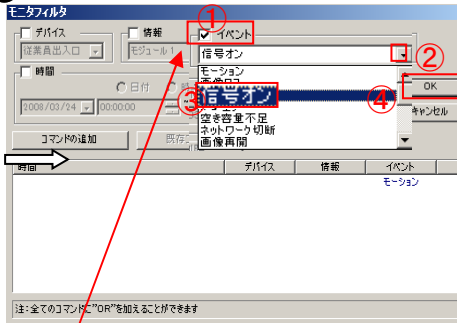 モニタフィルタ
①
デバイス
情報
イベント
従業員出入口
モジュール1
信号オン
②
時間
モーション
日付
信号オン
③
④
OK
2008/03/24
00:00:00
空き容量不足
キャンセル
ネットワーク切断
コマンドの追加
既存
画像再開
時間
デバイス
情報
イベント
モーション
注:全てのコマンドに"OR"を加えることができます